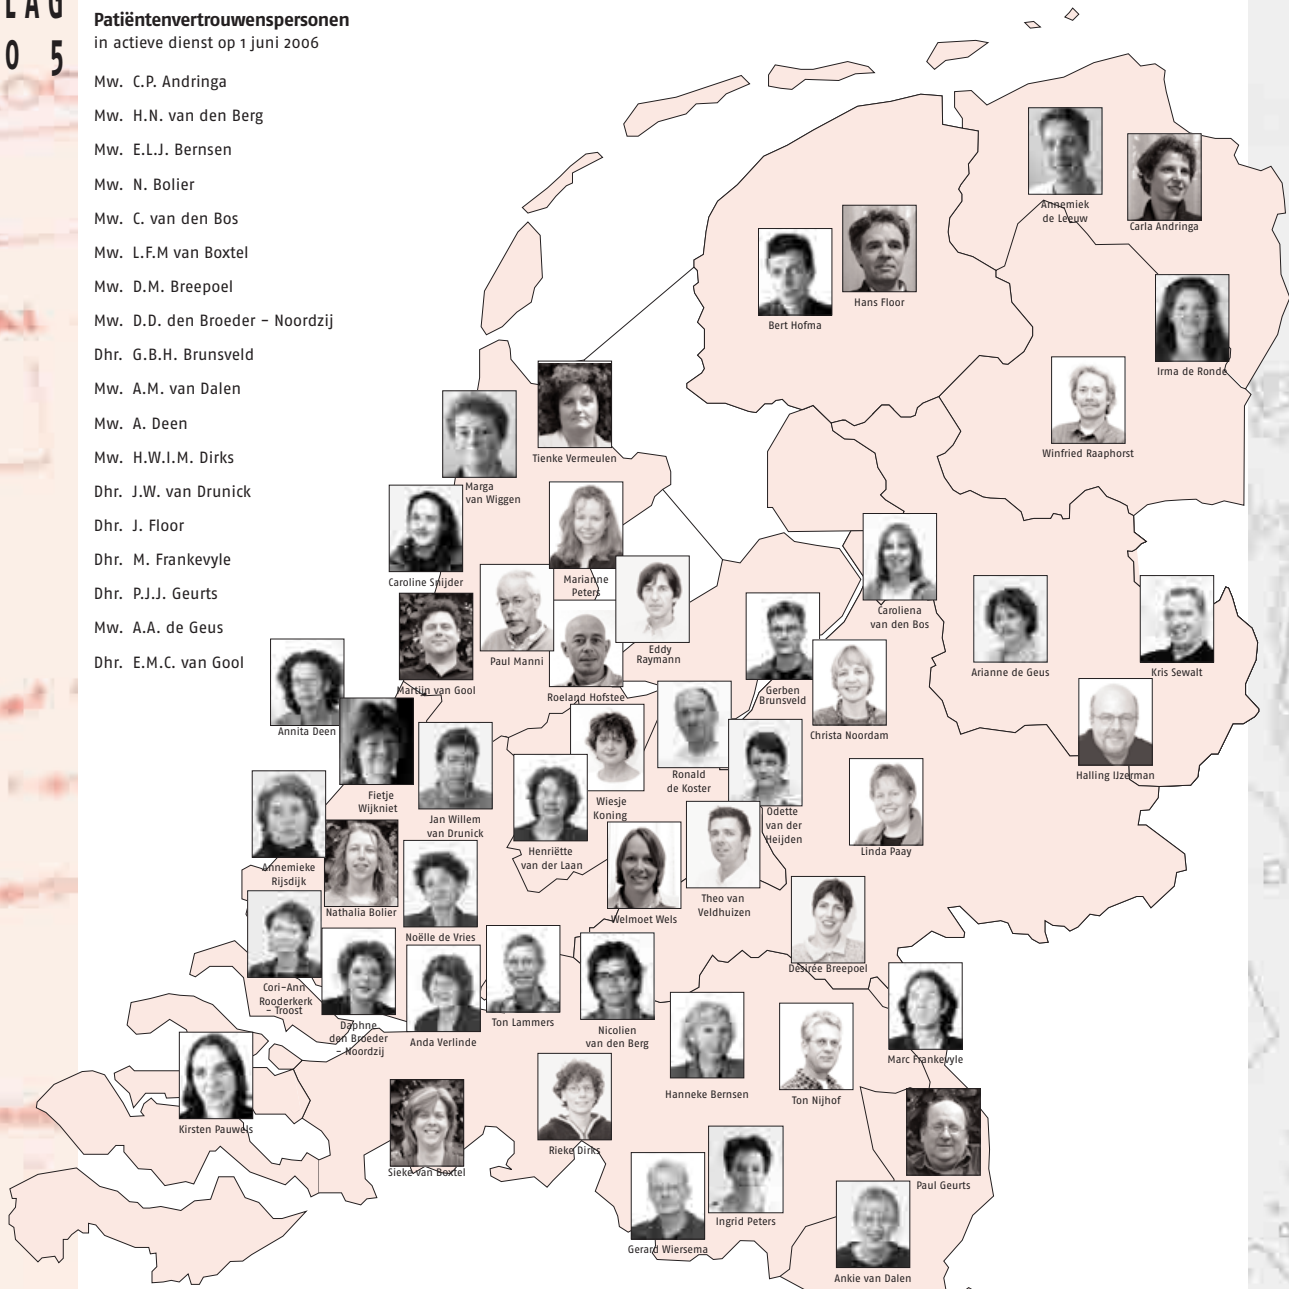 LAG
0 5
Patiëntenvertrouwenspersonen
in actieve dienst op 1 juni 2006
Mw. C.P. Andringa
Mw. H.N. van den Berg
Mw. E.L.J. Bernsen
Mw. N. Bolier
Mw. C. van den Bos
Mw. L.F.M van Boxtel
Mw. D.M. Breepoel
Mw. D.D. den Broeder – Noordzij
Dhr. G.B.H. Brunsveld
Mw. A.M. van Dalen
Mw. A. Deen
Mw. H.W.I.M. Dirks
Dhr. J.W. van Drunick
Dhr. J. Floor
Dhr. M. Frankevyle
Dhr. P.J.J. Geurts
Mw. A.A. de Geus
Dhr. E.M.C. van Gool
Annemiek
de Leeuw
Carla Andringa
Hans Floor
Bert Hofma
Irma de Ronde
Winfried Raaphorst
Tienke Vermeulen
Marga
van Wiggen
Caroline Snijder
Marianne
Peters
Caroliena
van den Bos
Paul Manni
Eddy
Raymann
Arianne de Geus
Kris Sewalt
Martijn van Gool
Roeland Hofstee
Gerben
Brunsveld
Annita Deen
Christa Noordam
Halling IJzerman
Ronald
de Koster
Fietje
Wijkniet
Wiesje
Koning
Jan Willem
van Drunick
Odette
van der
Heijden
Henriëtte
van der Laan
Linda Paay
Annemieke
Rijsdijk
Theo van
Veldhuizen
Nathalia Bolier
Welmoet Wels
Noëlle de Vries
Désirée Breepoel
Cori-Ann
Rooderkerk
– Troost
Ton Lammers
Daphne
den Broeder
– Noordzij
Anda Verlinde
Nicolien
van den Berg
Marc Frankevyle
Hanneke Bernsen
Ton Nijhof
Kirsten Pauwels
Rieke Dirks
Sieke van Boxtel
Paul Geurts
Ingrid Peters
Gerard Wiersema
Ankie van Dalen